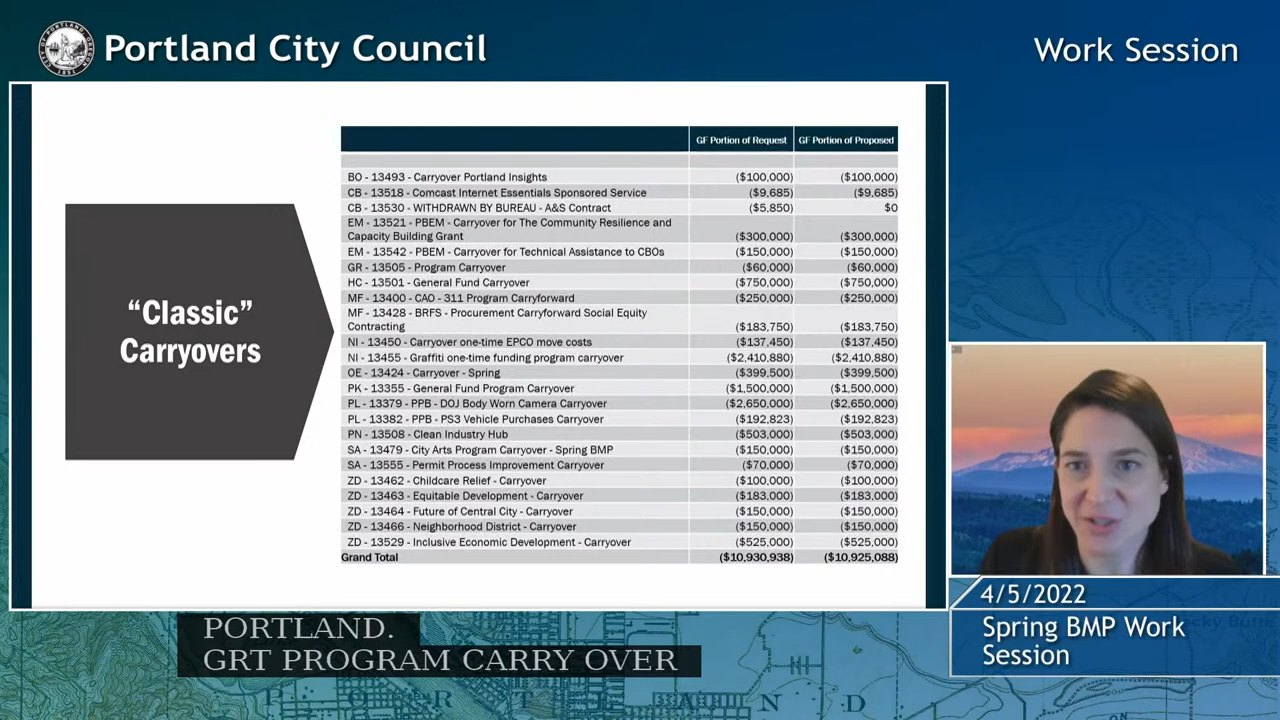 Portland City Council
Work Session
GF Portion of Request GF Portion of Proposed
BO - 13493 - Carryover Portland Insights ($100,000) ($100,000)
CB - 13518 - Comcast Internet Essentials Sponsored Service ($9,685) ($9,685)
CB - 13530 - WITHDRAWN BY BUREAU - A&S Contract ($5,850) $0
EM - 13521 - PBEM - Carryover for The Community Resilience and
Capacity Building Grant ($300,000) ($300,000)
EM - 13542 - PBEM - Carryover for Technical Assistance to CBOs ($150,000) ($150,000)
GR - 13505 - Program Carryover ($60,000) ($60,000)
HC - 13501 - General Fund Carryover ($750,000) ($750,000)
MF - 13400 - CAO - 311 Program Carryforward ($250,000) ($250,000)
MF - 13428 - BRFS - Procurement Carryforward Social Equity
Contracting ($183,750) ($183,750)
NI - 13450 - Carryover one-time EPCO move costs ($137,450) ($137,450)
NI - 13455 - Graffiti one-time funding program carryover ($2,410,880) ($2,410,880)
OE - 13424 - Carryover - Spring ($399,500) ($399,500)
PK - 13355 - General Fund Program Carryover ($1,500,000) ($1,500,000)
PL - 13379 - PPB - DOJ Body Worn Camera Carryover ($2,650,000) ($2,650,000)
PL - 13382 - PPB - PS3 Vehicle Purchases Carryover ($192,823) ($192,823)
PN - 13508 - Clean Industry Hub ($503,000) ($503,000)
SA - 13479 - City Arts Program Carryover - Spring BMP ($150,000) ($150,000)
SA - 13555 - Permit Process Improvement Carryover ($70,000) ($70,000)
ZD - 13462 - Childcare Relief - Carryover ($100,000) ($100,000)
ZD - 13463 - Equitable Development - Carryover ($183,000) ($183,000)
ZD - 13464 - Future of Central City - Carryover ($150,000) ($150,000)
ZD - 13466 - Neighborhood District - Carryover ($150,000) ($150,000)
ZD - 13529 - Inclusive Economic Development - Carryover ($525,000) ($525,000)
Grand Total ($10,930,938) ($10,925,088)
“Classic”
Carryovers
4/5/2022
Spring BMP Work
Session
PORTLAND.
GRT PROGRAM CARRY OVER